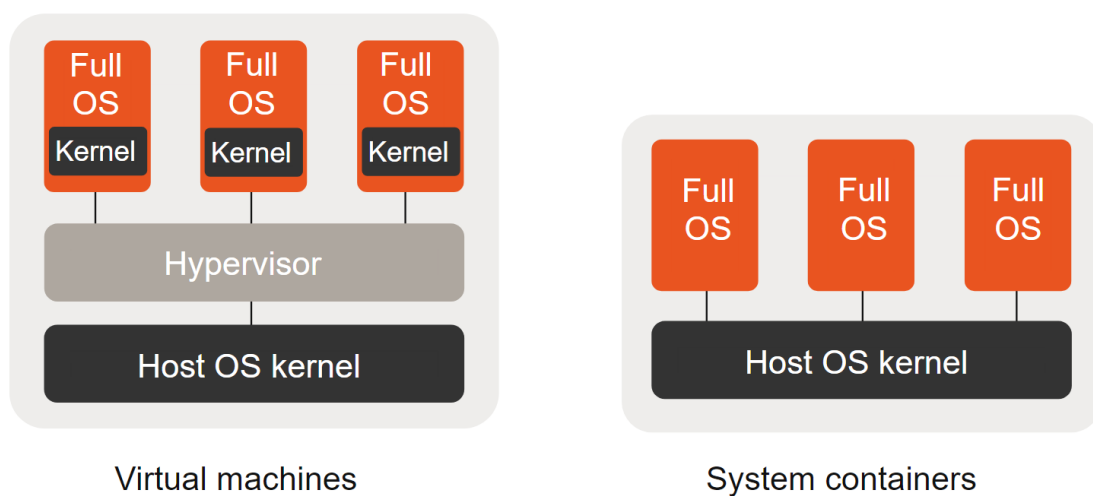 Full
OS
Kernel
Full
OS
Kernel
Full
OS
Kernel
Hypervisor
Host OS kernel
Virtual machines
Full
OS
Full
OS
Full
OS
Host OS kernel
System containers